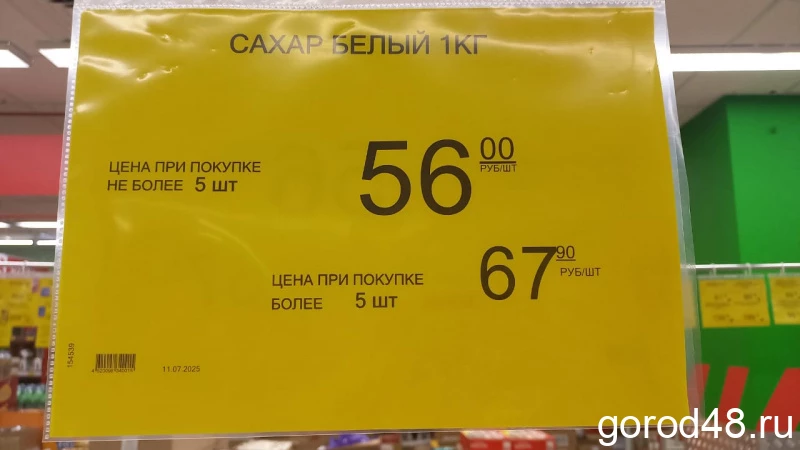 САХАР БЕЛЫЙ 1КГ
ЦЕНА ПРИ ПОКУПКЕ
НЕ БОЛЕЕ 5 ШТ
56 00
РУБ/ШТ
ЦЕНА ПРИ ПОКУПКЕ
БОЛЕЕ 5 ШТ
67 90
РУБ/ШТ
154539
11.07.2025
gorod48.ru